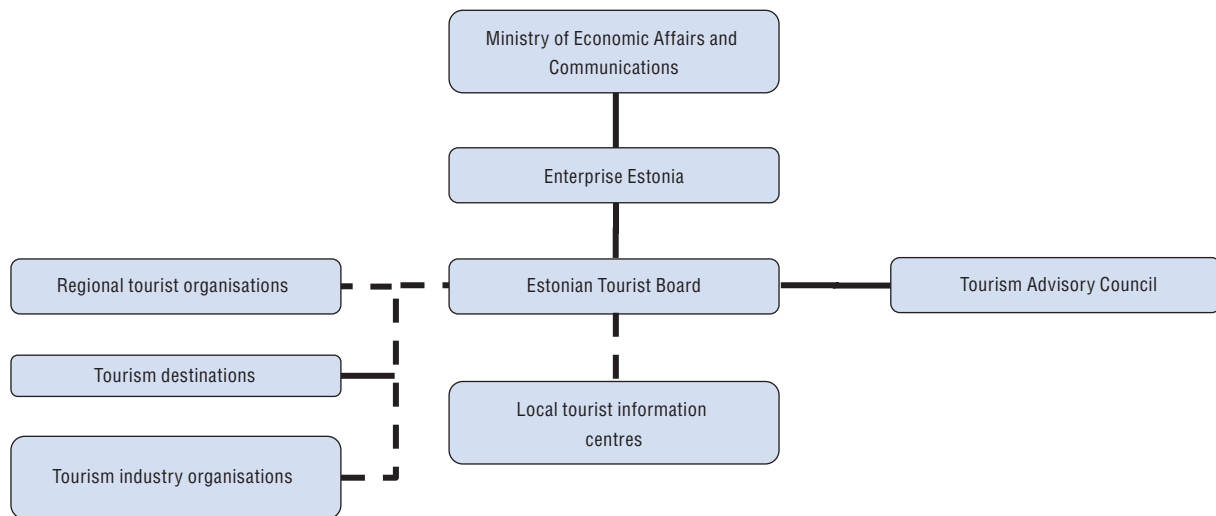 Ministry of Economic Affairs and
Communications
Enterprise Estonia
Regional tourist organisations
Estonian Tourist Board
Tourism Advisory Council
Tourism destinations
Local tourist information
centres
Tourism industry organisations